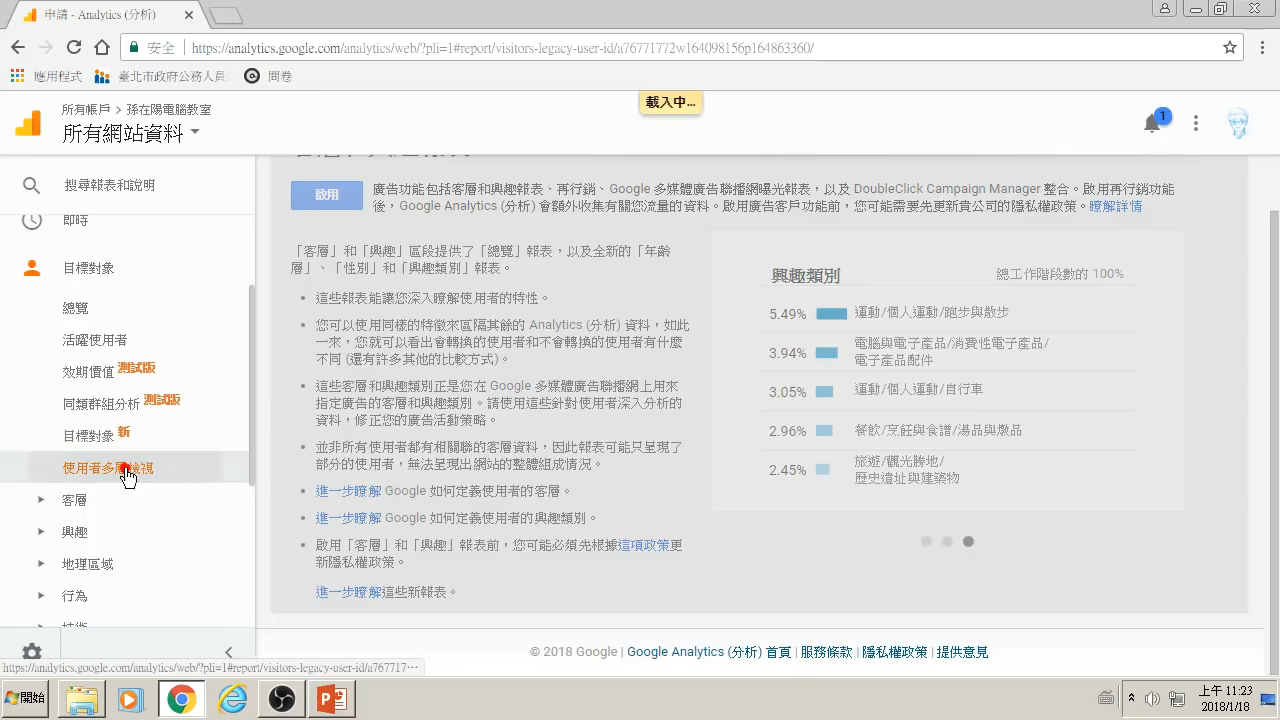 申請 - Analytics (分析)
安全
https://analytics.google.com/analytics/web/?pli=1#report/visitors-legacy-user-id/a76771772w164098156p164863360/
應用程式
臺北市政府公務人員
問卷
所有帳戶 > 孫在陽電腦教室
所有網站資料
載入中...
1
搜尋報表和說明
即時
目標對象
總覽
活躍使用者
效期價值 測試版
同類群組分析 測試版
目標對象 新
使用者多層檢視
客層
興趣
地理區域
行為
啟用
廣告功能包括客層和興趣報表、再行銷、Google 多媒體廣告聯播網曝光報表，以及 DoubleClick Campaign Manager 整合。啟用再行銷功能
後，Google Analytics (分析) 會額外收集有關您流量的資料。啟用廣告客戶功能前，您可能需要先更新貴公司的隱私權政策。瞭解詳情
「客層」和「興趣」區段提供了「總覽」報表，以及全新的「年齡
層」、「性別」和「興趣類別」報表。
• 這些報表能讓您深入瞭解使用者的特性。
• 您可以使用同樣的特徵來區隔其餘的 Analytics (分析) 資料，如此
一來，您就可以看出會轉換的使用者和不會轉換的使用者有什麼
不同 (還有許多其他的比較方式)。
• 這些客層和興趣類別正是您在 Google 多媒體廣告聯播網上用來
指定廣告的客層和興趣類別。請使用這些針對使用者深入分析的
資料，修正您的廣告活動策略。
• 並非所有使用者都有相關聯的客層資料，因此報表可能只呈現了
部分的使用者，無法呈現出網站的整體組成情況。
• 進一步瞭解 Google 如何定義使用者的客層。
• 進一步瞭解 Google 如何定義使用者的興趣類別。
• 啟用「客層」和「興趣」報表前，您可能必須先根據這項政策更
新隱私權政策。
進一步瞭解這些新報表。
興趣類別
總工作階段數的 100%
5.49% 運動/個人運動/跑步與散步
3.94% 電腦與電子產品/消費性電子產品/
電子產品配件
3.05% 運動/個人運動/自行車
2.96% 餐飲/烹飪與食譜/湯品與燉品
2.45% 旅遊/觀光勝地/
歷史遺址與建築物
© 2018 Google | Google Analytics (分析) 首頁 | 服務條款 | 隱私權政策 | 提供意見
https://analytics.google.com/analytics/web/?pli=1#report/visitors-legacy-user-id/a767717…
開始
上午 11:23
2018/1/18